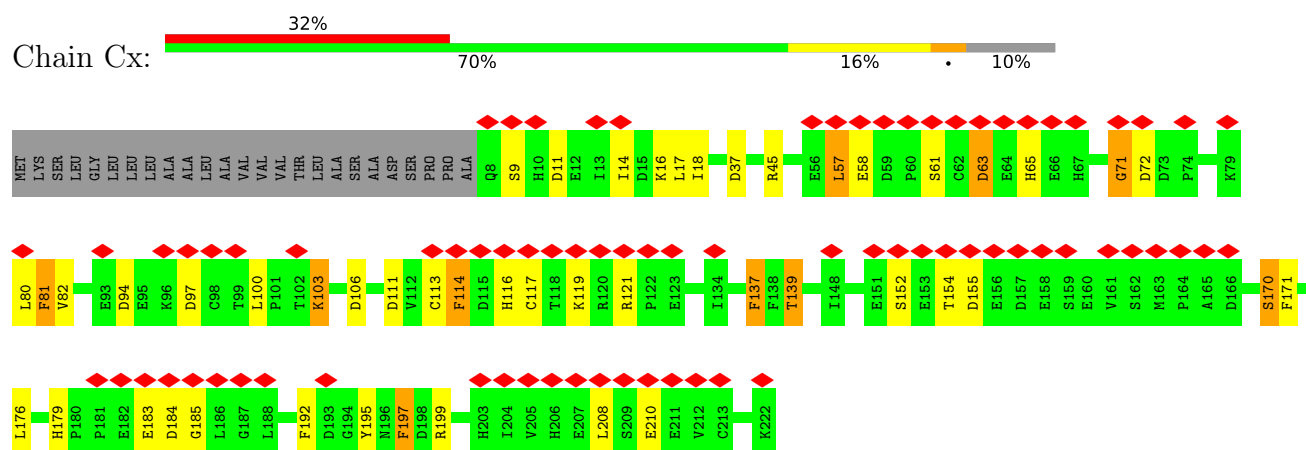 32%
Chain Cx:
70% 16% • 10%
MET LYS SER LEU GLY LEU LEU LEU ALA ALA LEU ALA VAL VAL VAL THR LEU ALA SER ALA ASP SER PRO PRO ALA Q8 S9 H10 D11 E12 I13 I14 D15 K16 L17 I18 D37 R45 E56 L57 E58 D59 P60 S61 C62 D63 E64 H65 E66 H67 G71 D72 D73 P74 K79
L80 F81 V82 E93 D94 E95 K96 D97 C98 T99 L100 P101 T102 K103 D106 D111 V112 C113 F114 D115 H116 C117 T118 K119 R120 R121 P122 E123 I134 F137 F138 T139 I148 E151 S152 E153 T154 D155 E156 D157 E158 S159 E160 V161 S162 M163 P164 A165 D166 S170 F171
L176 H179 P180 P181 E182 E183 D184 G185 L186 G187 L188 F192 D193 G194 Y195 N196 F197 D198 R199 H203 I204 V205 H206 E207 L208 S209 E210 E211 V212 C213 K222